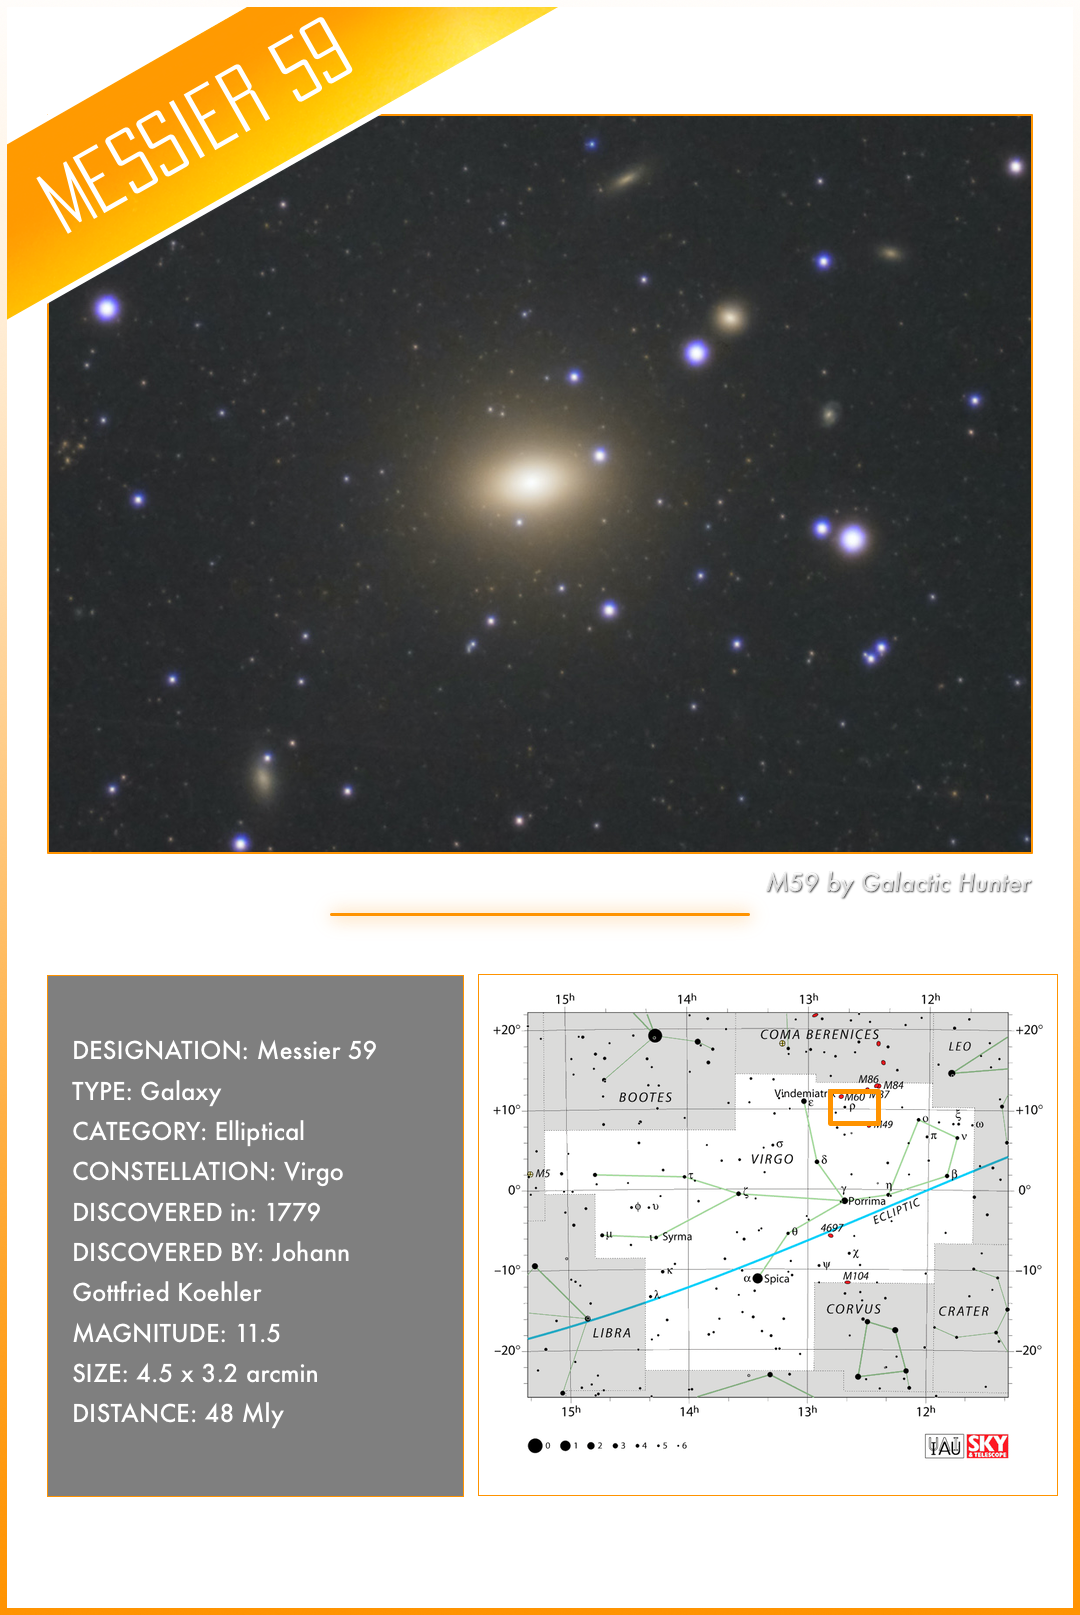 MESSIER 59
M59 by Galactic Hunter
DESIGNATION: Messier 59
TYPE: Galaxy
CATEGORY: Elliptical
CONSTELLATION: Virgo
DISCOVERED in: 1779
DISCOVERED BY: Johann
Gottfried Koehler
MAGNITUDE: 11.5
SIZE: 4.5 x 3.2 arcmin
DISTANCE: 48 Mly
15h 14h 13h 12h
+20° COMA BERENICES +20°
LEO
M86 M84
BOOTES Vindemiatrix ε M60 M87
+10° ρ +10°
ο ξ ω
M49 π ν
σ
M5 VIRGO δ
τ β
0° ζ γ η 0°
φ υ Porrima
ECLIPTIC
μ ι Syrma θ 4697
χ
−10° κ ψ −10°
α Spica M104
λ
CORVUS CRATER
LIBRA
−20° −20°
15h 14h 13h 12h
0 1 2 3 4 5 6
IAU SKY
& TELESCOPE